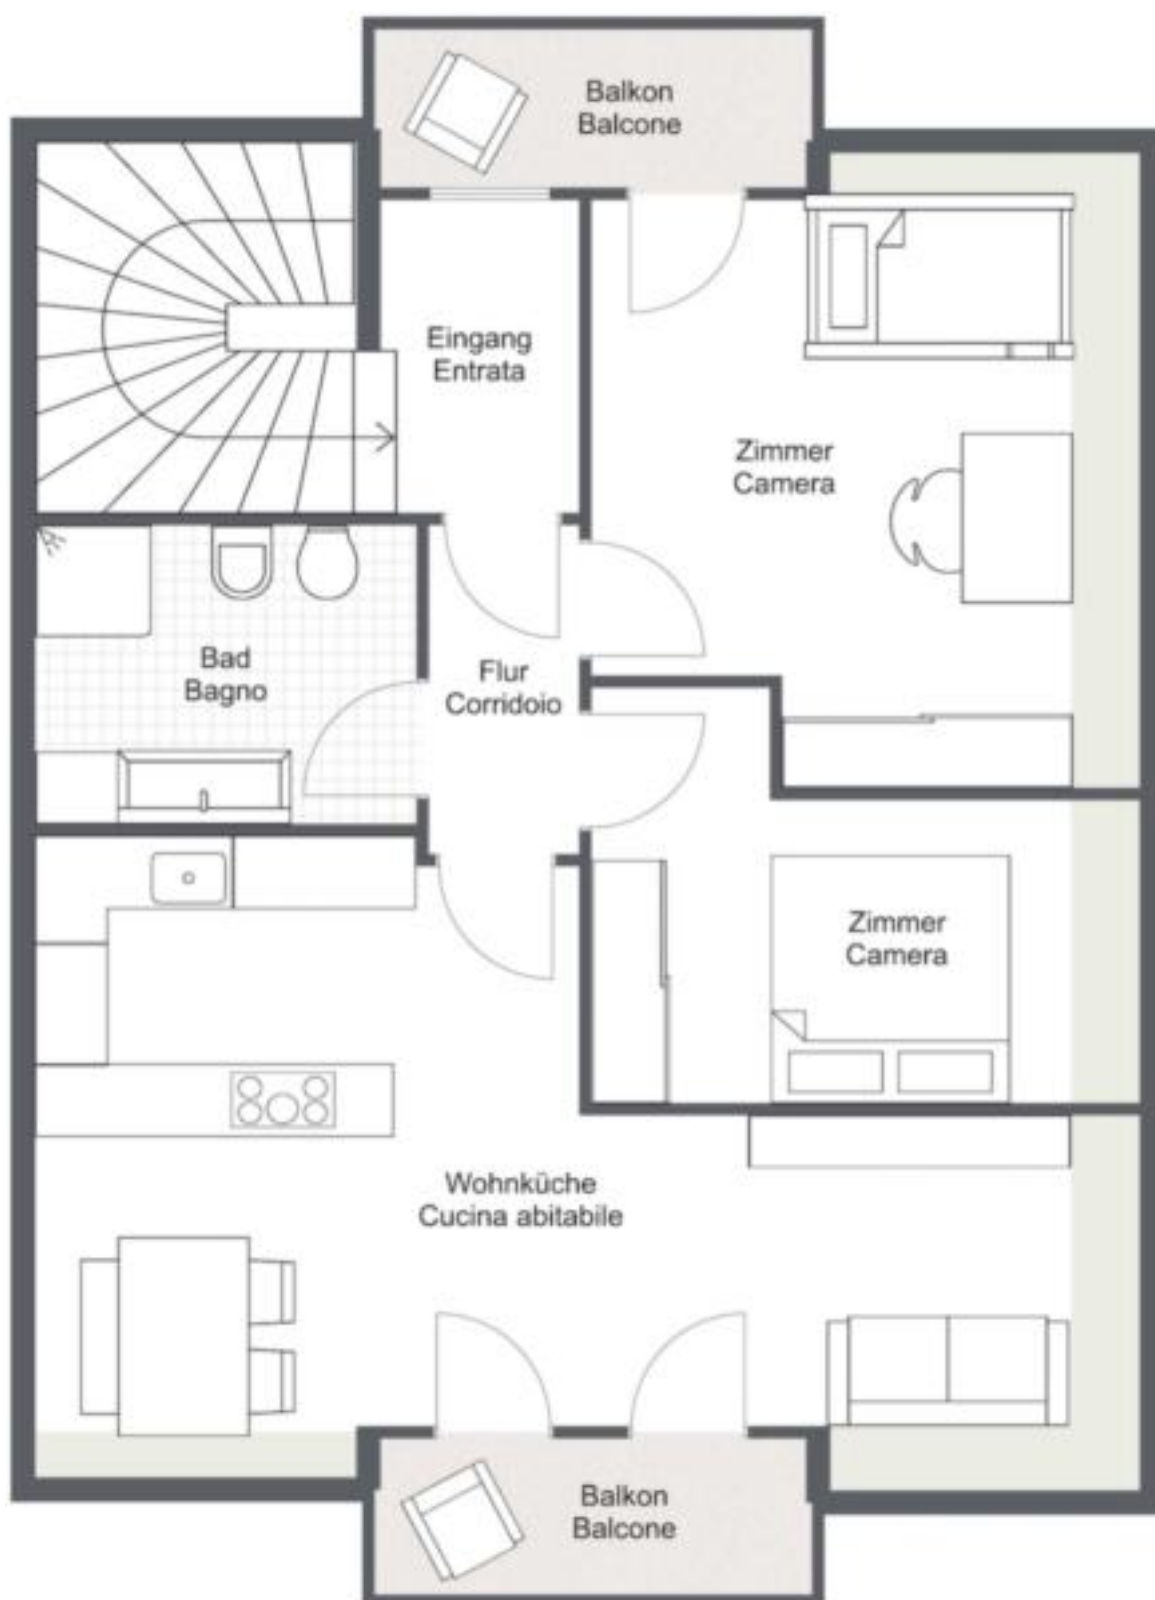 Balkon
Balcone
Eingang
Entrata
Zimmer
Camera
Bad
Bagno
Flur
Corridoio
Zimmer
Camera
Wohnküche
Cucina abitabile
Balkon
Balcone